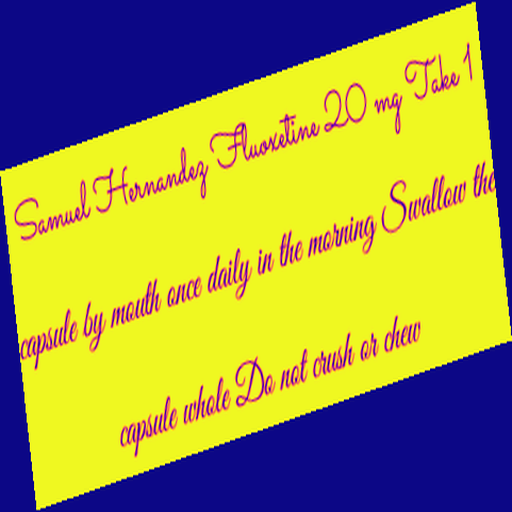 Samuel Hernandez Fluoxetine 20 mg Take 1
capsule by mouth once daily in the morning Swallow the
capsule whole Do not crush or chew